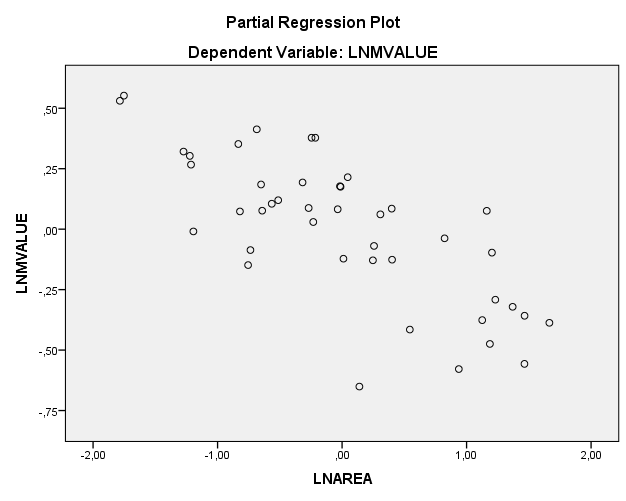 Partial Regression Plot
Dependent Variable: LNMVALUE
,50
,25
,00
-,25
-,50
-,75
LNMVALUE
-2,00 -1,00 ,00 1,00 2,00
LNAREA